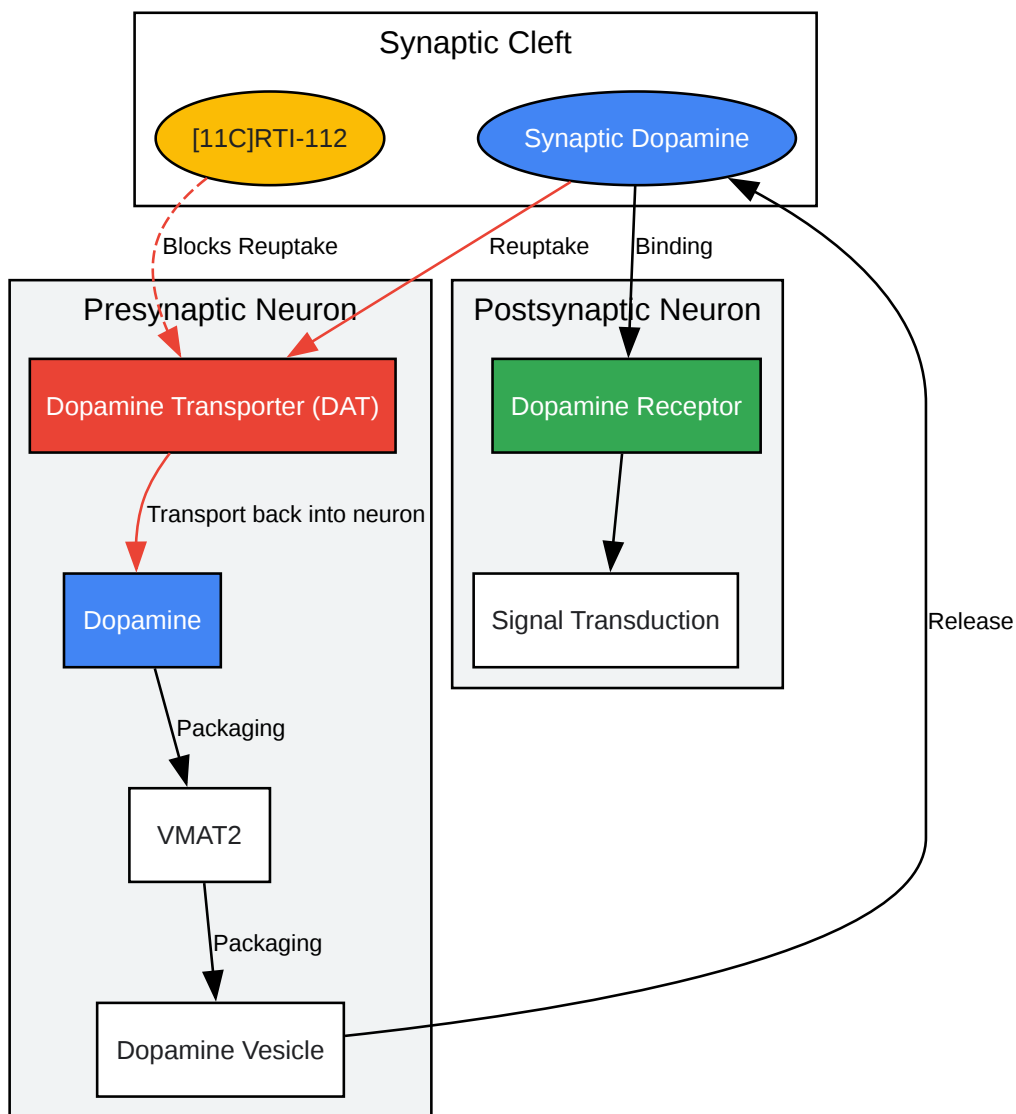 Synaptic Cleft
[11C]RTI-112
Synaptic Dopamine
Blocks Reuptake
Reuptake
Binding
Presynaptic Neuron
Postsynaptic Neuron
Dopamine Transporter (DAT)
Dopamine Receptor
Transport back into neuron
Dopamine
Signal Transduction
Release
Packaging
VMAT2
Packaging
Dopamine Vesicle